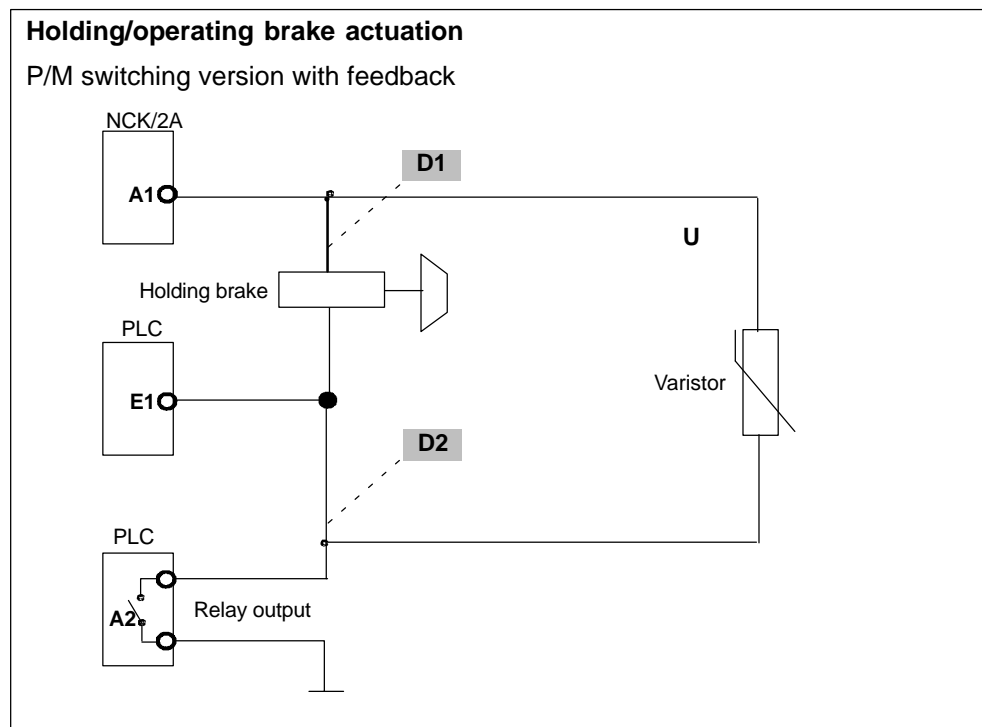 Holding/operating brake actuation
P/M switching version with feedback
NCK/2A
D1
A1
U
Holding brake
PLC
Varistor
E1
D2
PLC
A2
Relay output